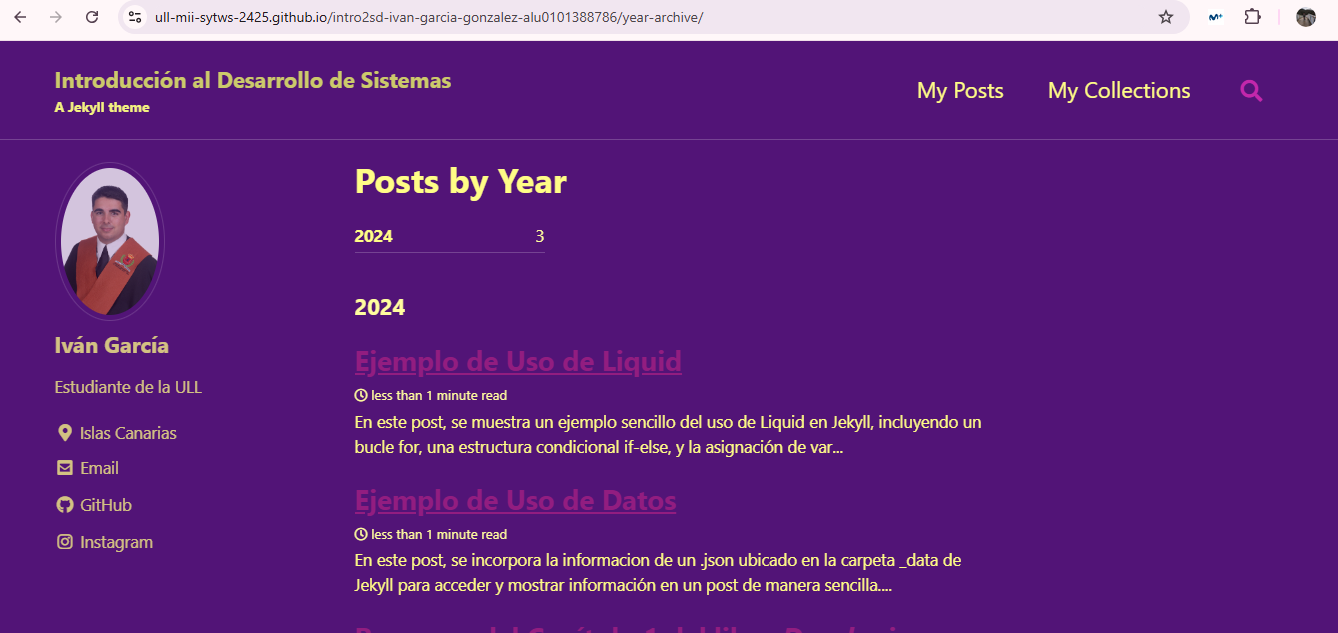 ull-mii-sytws-2425.github.io/intro2sd-ivan-garcia-gonzalez-alu0101388786/year-archive/
Introducción al Desarrollo de Sistemas
A Jekyll theme
My Posts
My Collections
Iván García
Estudiante de la ULL
Islas Canarias
Email
GitHub
Instagram
Posts by Year
2024 3
2024
Ejemplo de Uso de Liquid
less than 1 minute read
En este post, se muestra un ejemplo sencillo del uso de Liquid en Jekyll, incluyendo un
bucle for, una estructura condicional if-else, y la asignación de var...
Ejemplo de Uso de Datos
less than 1 minute read
En este post, se incorpora la informacion de un .json ubicado en la carpeta _data de
Jekyll para acceder y mostrar información en un post de manera sencilla....